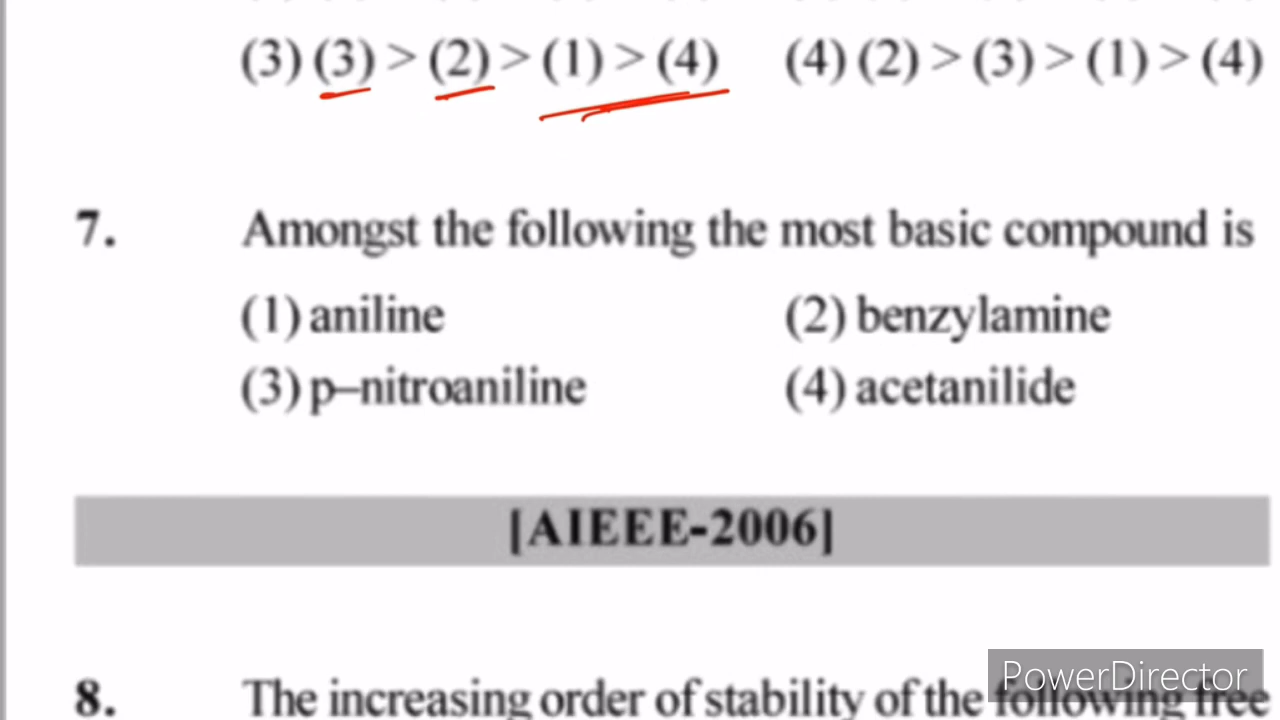 (3) (3) > (2) > (1) > (4) (4) (2) > (3) > (1) > (4)
7. Amongst the following the most basic compound is
(1) aniline (2) benzylamine
(3) p–nitroaniline (4) acetanilide
[AIEEE-2006]
8. The increasing order of stability of the following free
PowerDirector